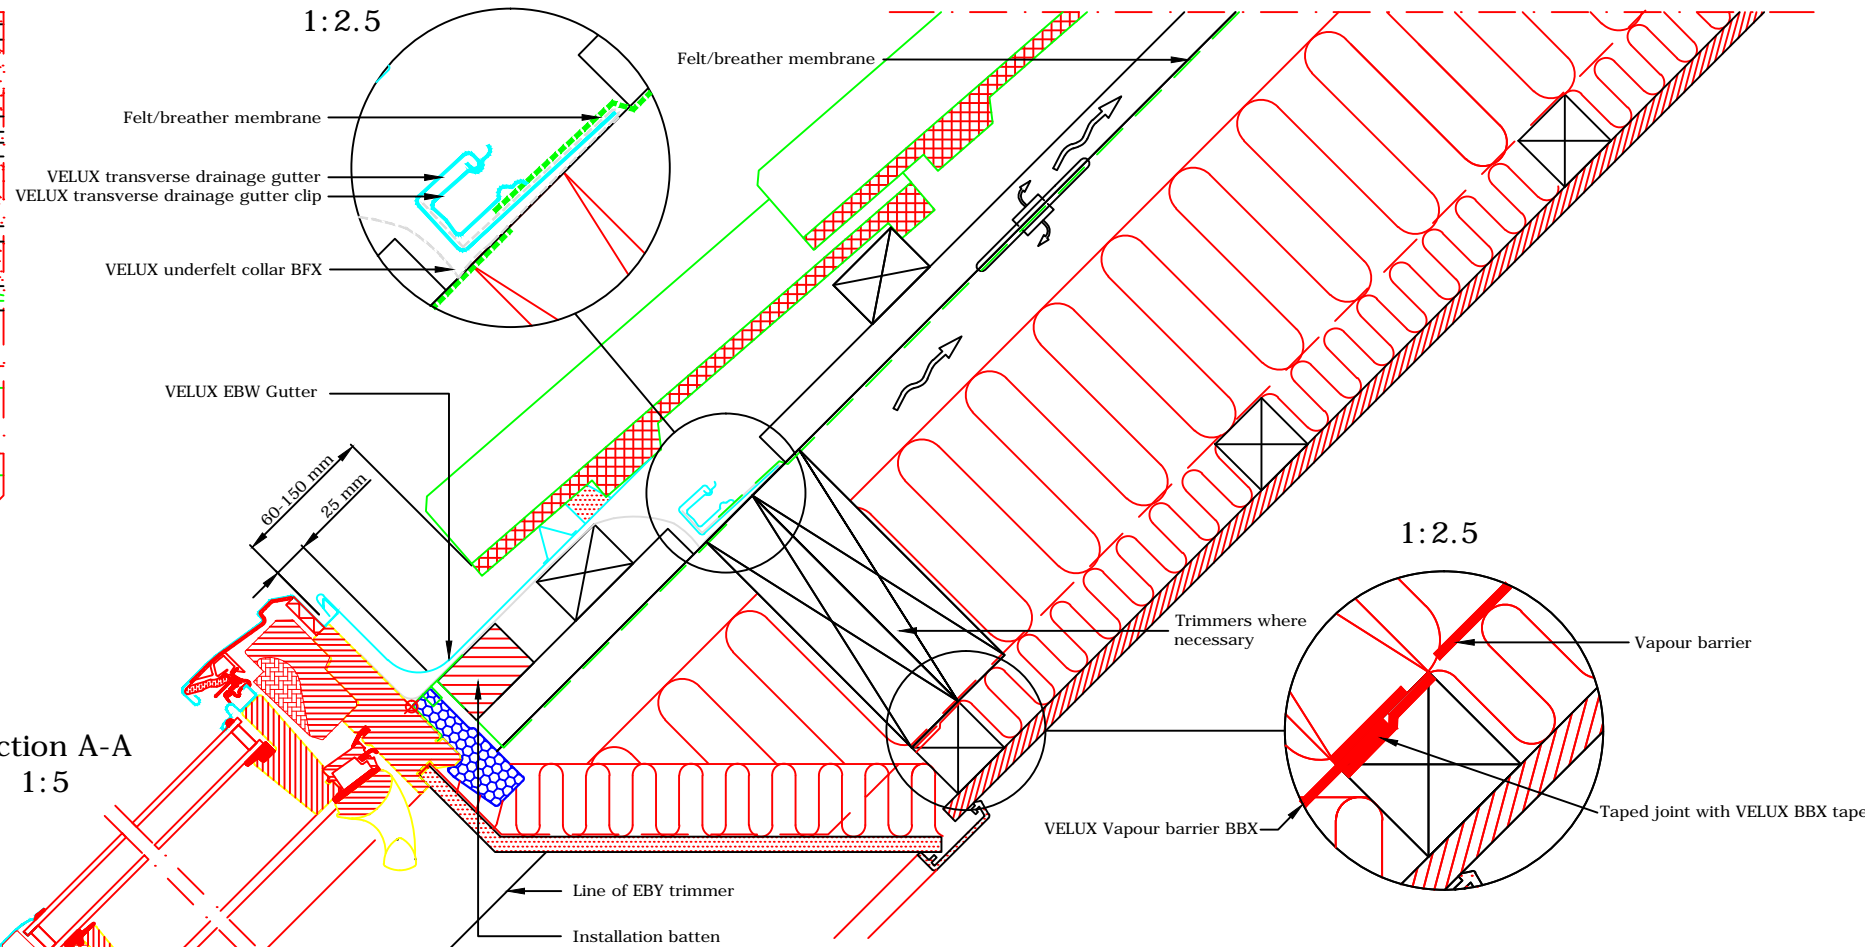 1:2.5
Felt/breather membrane
Felt/breather membrane
VELUX transverse drainage gutter
VELUX transverse drainage gutter clip
VELUX underfelt collar BFX
VELUX EBW Gutter
60-150 mm
25 mm
1:2.5
Trimmers where
necessary
Vapour barrier
ction A-A
1:5
Taped joint with VELUX BBX tape
VELUX Vapour barrier BBX
Line of EBY trimmer
Installation batten